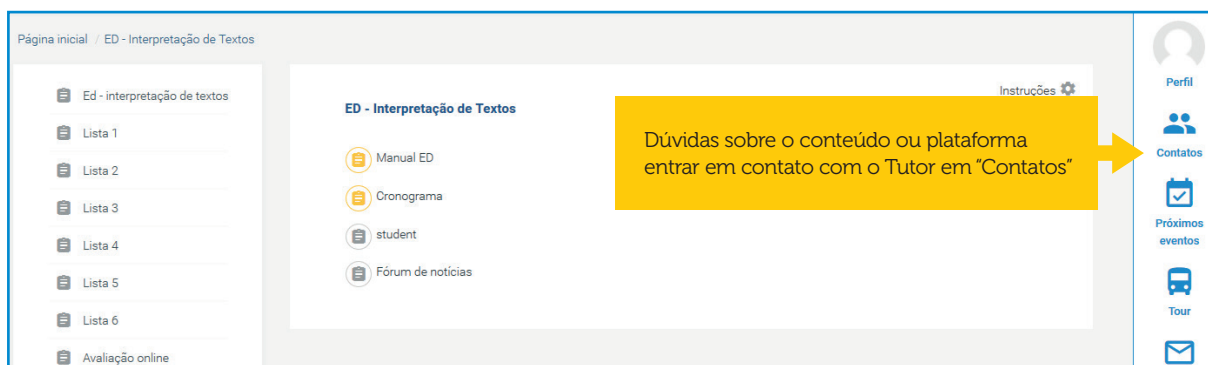 Página inicial / ED - Interpretação de Textos
Ed - interpretação de textos
Lista 1
Lista 2
Lista 3
Lista 4
Lista 5
Lista 6
Avaliação online
Instruções
ED - Interpretação de Textos
Manual ED
Cronograma
student
Fórum de notícias
Dúvidas sobre o conteúdo ou plataforma
entrar em contato com o Tutor em “Contatos”
Perfil
Contatos
Próximos
eventos
Tour